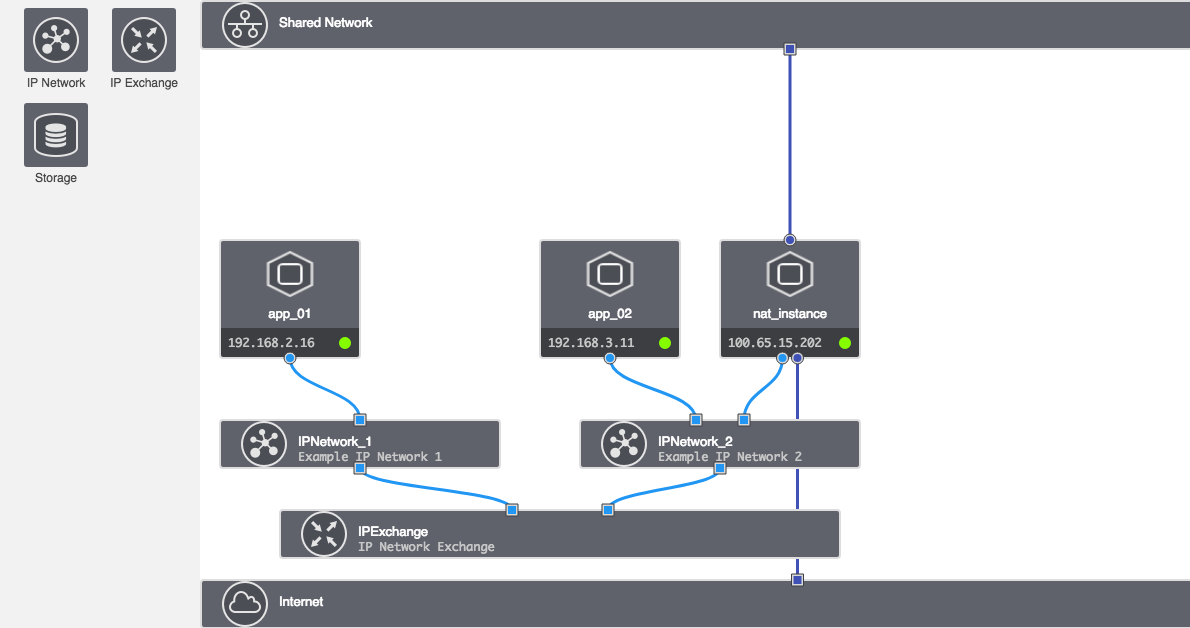 Shared Network
IP Network
IP Exchange
Storage
app_01
192.168.2.16
app_02
192.168.3.11
nat_instance
100.65.15.202
IPNetwork_1
Example IP Network 1
IPNetwork_2
Example IP Network 2
IPExchange
IP Network Exchange
Internet